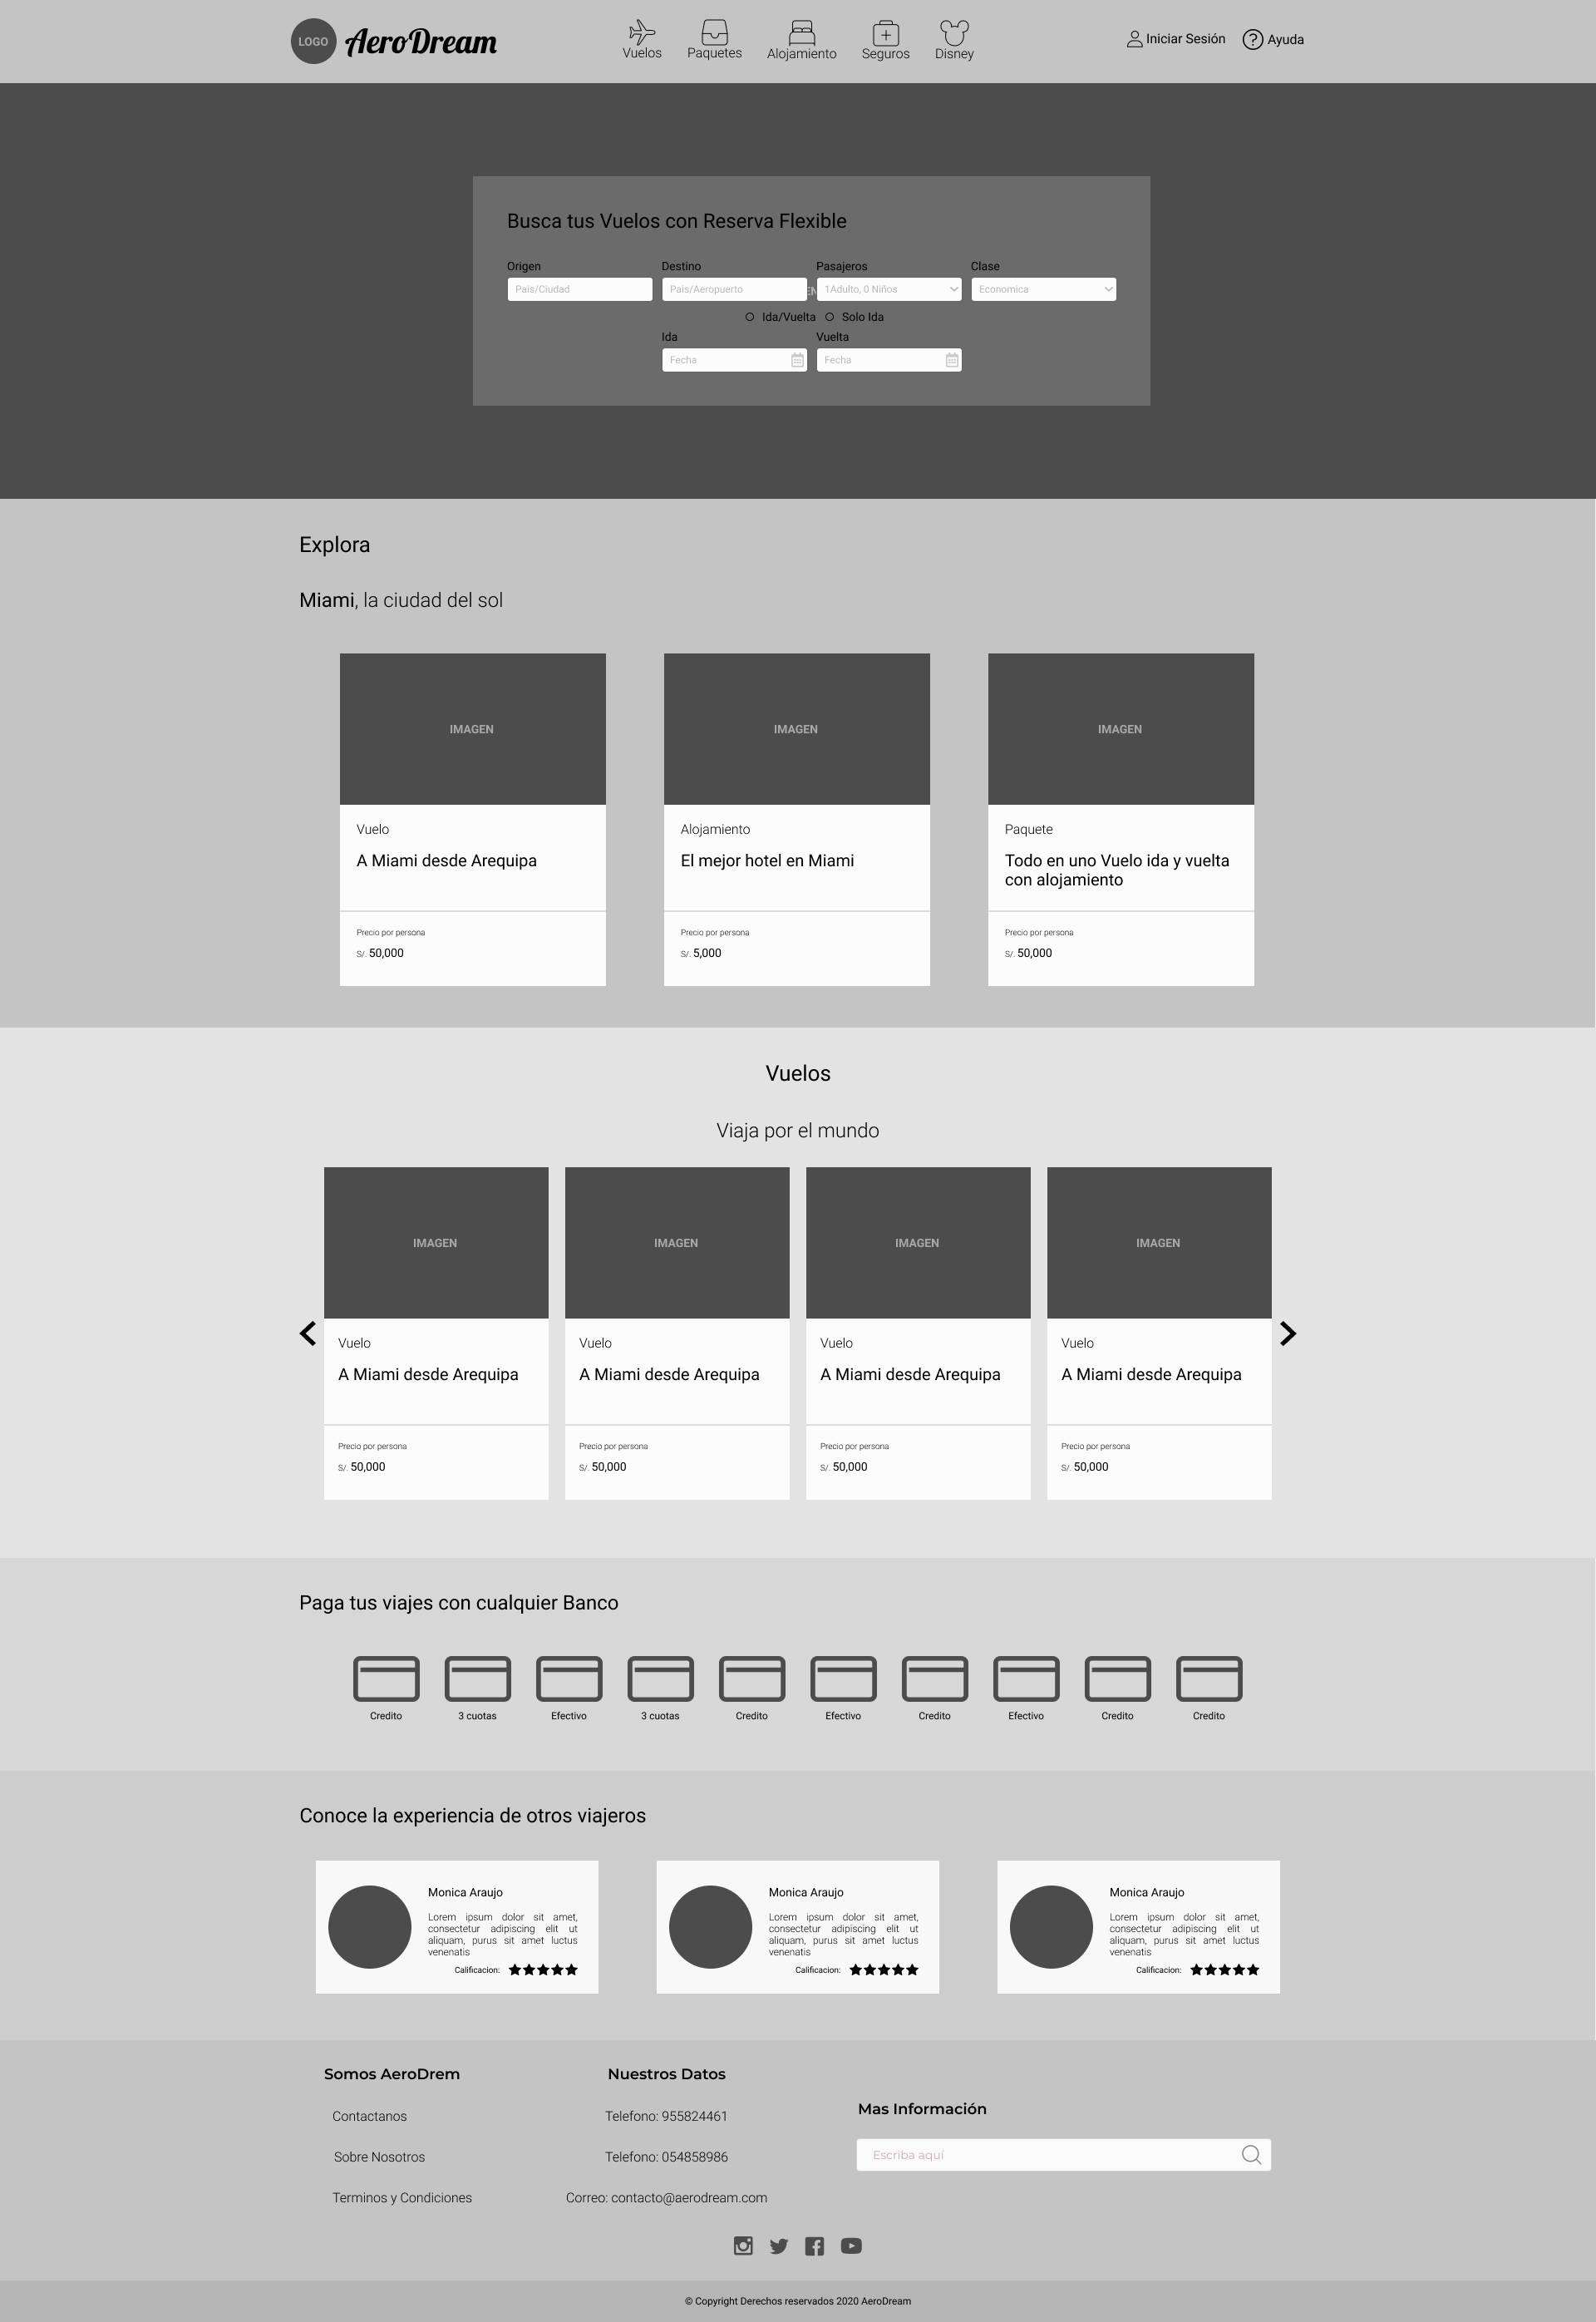 LOGO
AeroDream
Vuelos
Paquetes
Alojamiento
Seguros
Disney
Iniciar Sesión
Ayuda
Busca tus Vuelos con Reserva Flexible
Origen
Destino
Pasajeros
Clase
Pais/Ciudad
Pais/Aeropuerto
1Adulto, 0 Niños
Economica
Ida/Vuelta
Solo Ida
Ida
Vuelta
Fecha
Fecha
Explora
Miami, la ciudad del sol
IMAGEN
Vuelo
A Miami desde Arequipa
Precio por persona
S/. 50,000
IMAGEN
Alojamiento
El mejor hotel en Miami
Precio por persona
S/. 5,000
IMAGEN
Paquete
Todo en uno Vuelo ida y vuelta
con alojamiento
Precio por persona
S/. 50,000
Vuelos
Viaja por el mundo
IMAGEN
Vuelo
A Miami desde Arequipa
Precio por persona
S/. 50,000
IMAGEN
Vuelo
A Miami desde Arequipa
Precio por persona
S/. 50,000
IMAGEN
Vuelo
A Miami desde Arequipa
Precio por persona
S/. 50,000
IMAGEN
Vuelo
A Miami desde Arequipa
Precio por persona
S/. 50,000
Paga tus viajes con cualquier Banco
Credito
3 cuotas
Efectivo
3 cuotas
Credito
Efectivo
Credito
Efectivo
Credito
Credito
Conoce la experiencia de otros viajeros
Monica Araujo
Lorem ipsum dolor sit amet,
consectetur adipiscing elit ut
aliquam, purus sit amet luctus
venenatis
Calificacion:
Monica Araujo
Lorem ipsum dolor sit amet,
consectetur adipiscing elit ut
aliquam, purus sit amet luctus
venenatis
Calificacion:
Monica Araujo
Lorem ipsum dolor sit amet,
consectetur adipiscing elit ut
aliquam, purus sit amet luctus
venenatis
Calificacion:
Somos AeroDrem
Contactanos
Sobre Nosotros
Terminos y Condiciones
Nuestros Datos
Telefono: 955824461
Telefono: 054858986
Correo: contacto@aerodream.com
Mas Información
Escriba aquí
© Copyright Derechos reservados 2020 AeroDream